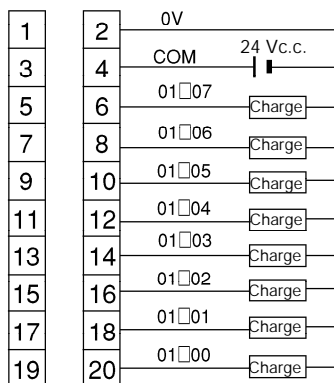 1 2 0V
3 4 COM 24 Vc.c.
5 6 01□07 Charge
7 8 01□06 Charge
9 10 01□05 Charge
11 12 01□04 Charge
13 14 01□03 Charge
15 16 01□02 Charge
17 18 01□01 Charge
19 20 01□00 Charge